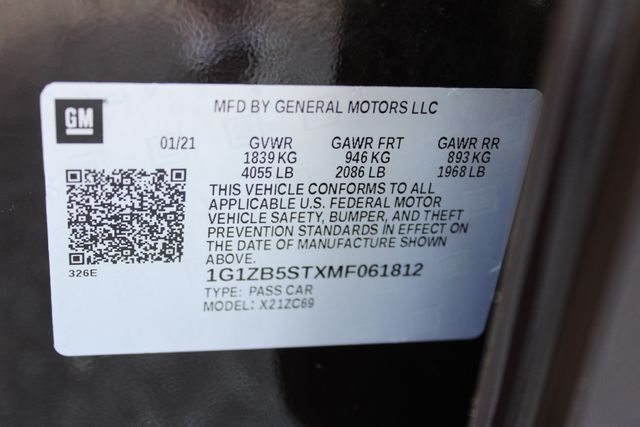 MFD BY GENERAL MOTORS LLC
GM
01/21 GVWR GAWR FRT GAWR RR
1839 KG 946 KG 893 KG
4055 LB 2086 LB 1968 LB
THIS VEHICLE CONFORMS TO ALL
APPLICABLE U.S. FEDERAL MOTOR
VEHICLE SAFETY, BUMPER, AND THEFT
PREVENTION STANDARDS IN EFFECT ON
THE DATE OF MANUFACTURE SHOWN
ABOVE.
326E
1G1ZB5STXMF061812
TYPE: PASS CAR
MODEL: X21ZC69